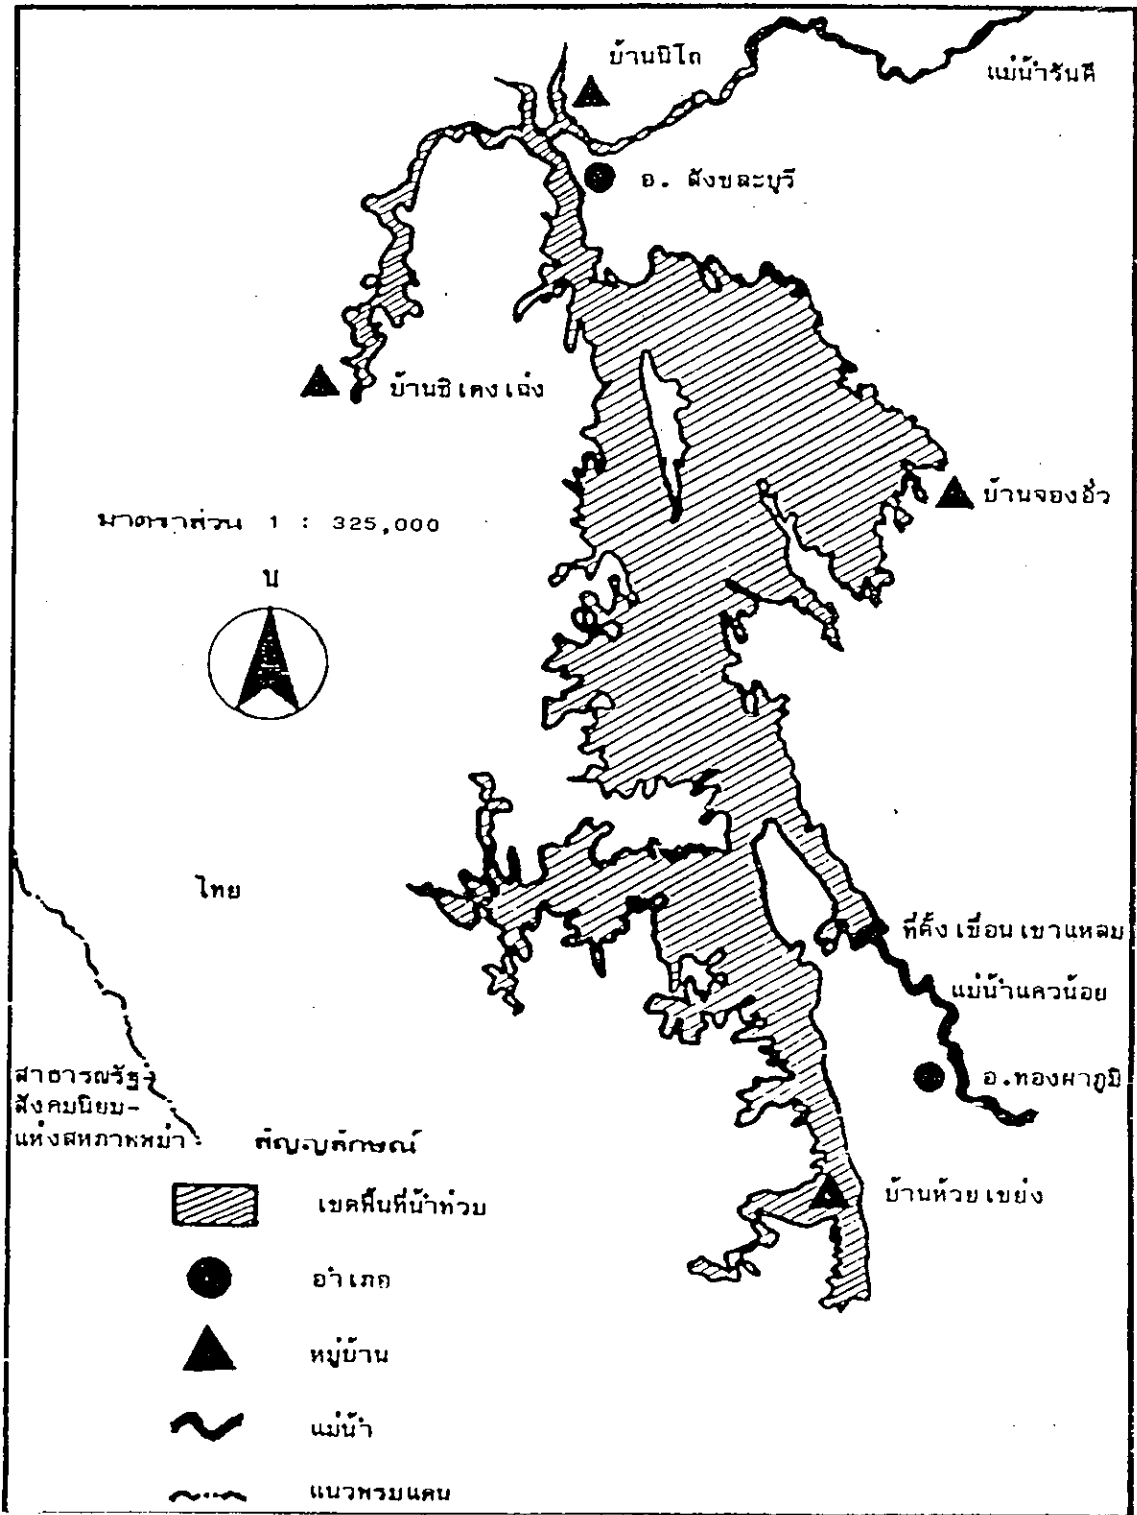 บ้านนิโถ
แม่น้ำรันตี
อ. สังขละบุรี
บ้านซิเดงเฉ่ง
บ้านจองอั่ว
มาตราส่วน 1 : 325,000
น
ไทย
ที่ตั้งเขื่อนเขาแหลม
แม่น้ำแควน้อย
อ.ทองผาภูมิ
สาธารณรัฐ-
สังคมนิยม-
แห่งสหภาพพม่า
สัญลักษณ์
บ้านห้วยเขย่ง
เขตพื้นที่น้ำท่วม
อำเภอ
หมู่บ้าน
แม่น้ำ
แนวพรมแดน